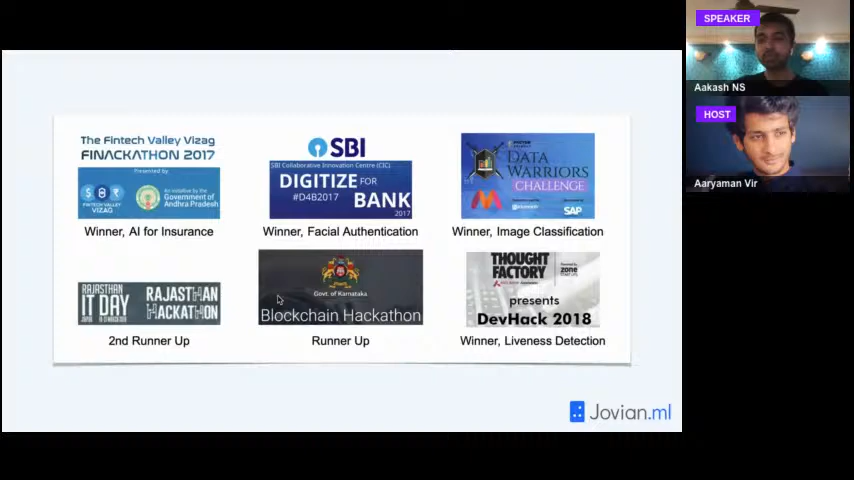 SPEAKER
Aakash NS
HOST
Aaryaman Vir
The Fintech Valley Vizag
FINACKATHON 2017
Presented by
$ B ₹
FINTECH VALLEY
VIZAG
An initiative by the
Government of
Andhra Pradesh
Winner, AI for Insurance
SBI
SBI Collaborative Innovation Centre (CIC)
DIGITIZE FOR
#D4B2017 BANK
2017
Winner, Facial Authentication
DATA
WARRIORS
CHALLENGE
SAP
Winner, Image Classification
RAJASTHAN
IT DAY
RAJASTHAN
HACKATHON
2nd Runner Up
Govt. of Karnataka
Blockchain Hackathon
Runner Up
THOUGHT
FACTORY
Powered by
zone
startups
presents
DevHack 2018
Winner, Liveness Detection
Jovian.ml